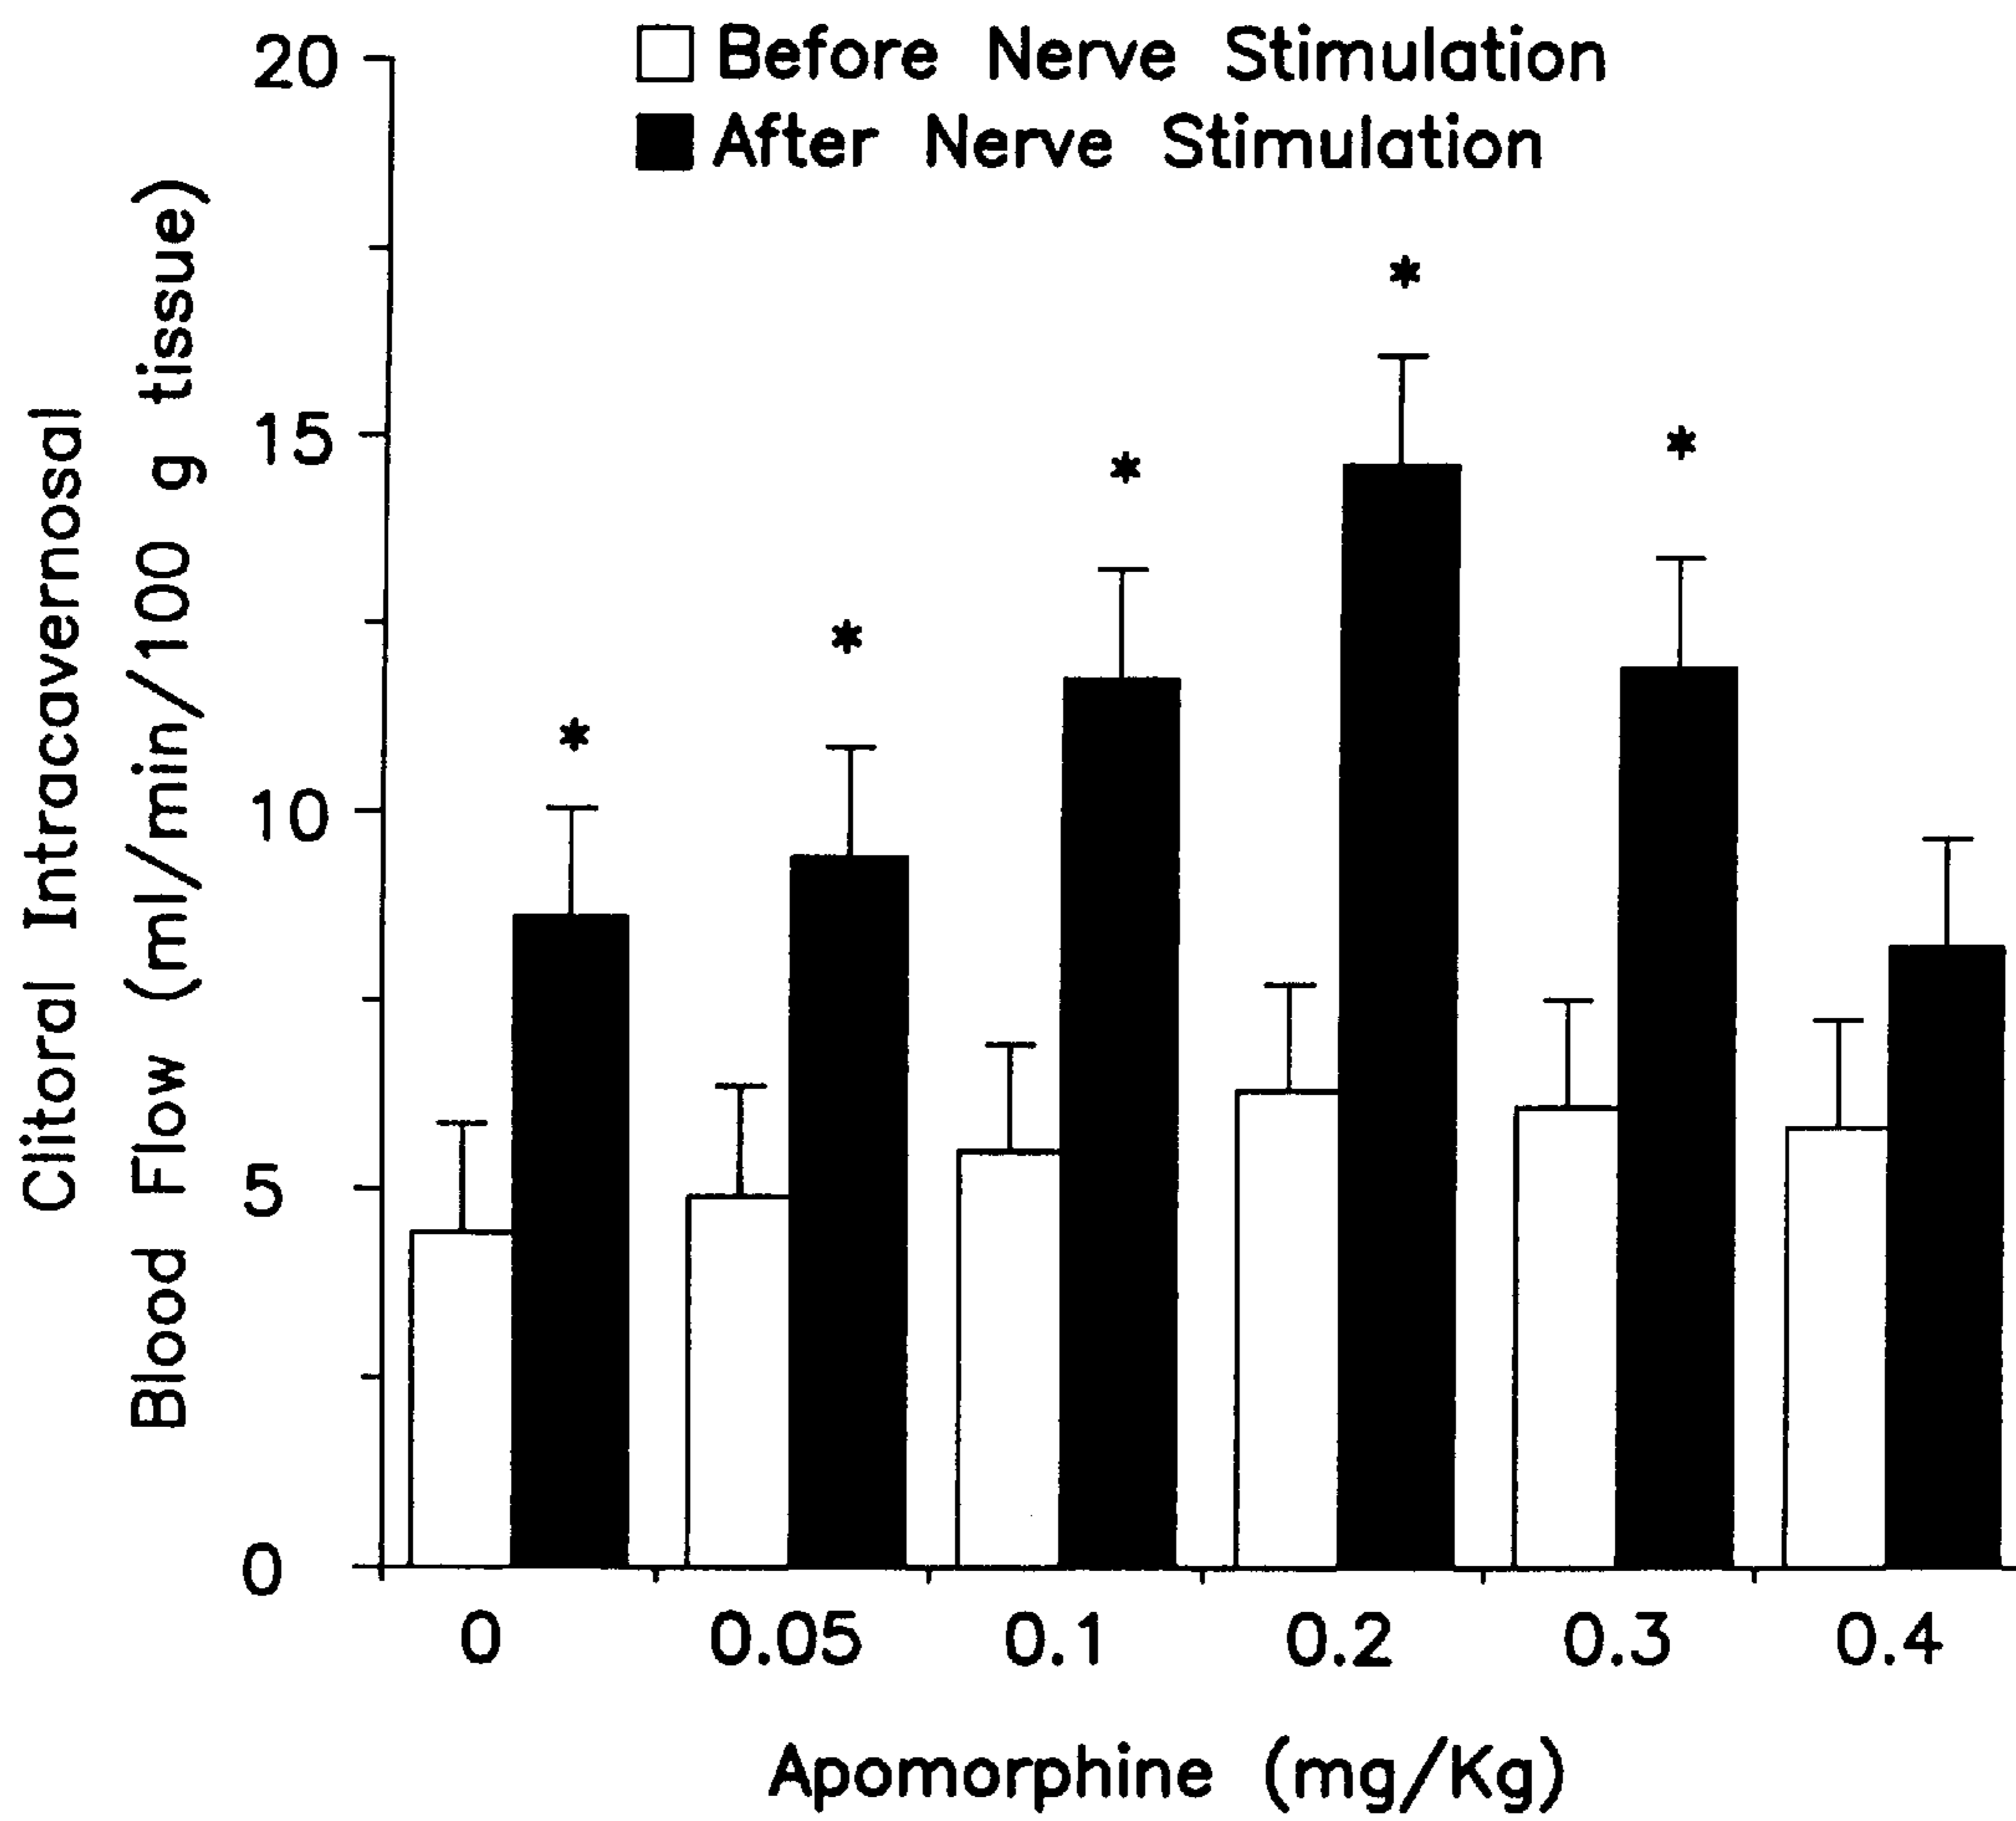 Before Nerve Stimulation
After Nerve Stimulation
Clitoral Intracavernosal
Blood Flow (ml/min/100 g tissue)
20
15
10
5
0
*
*
*
*
*
0 0.05 0.1 0.2 0.3 0.4
Apomorphine (mg/Kg)